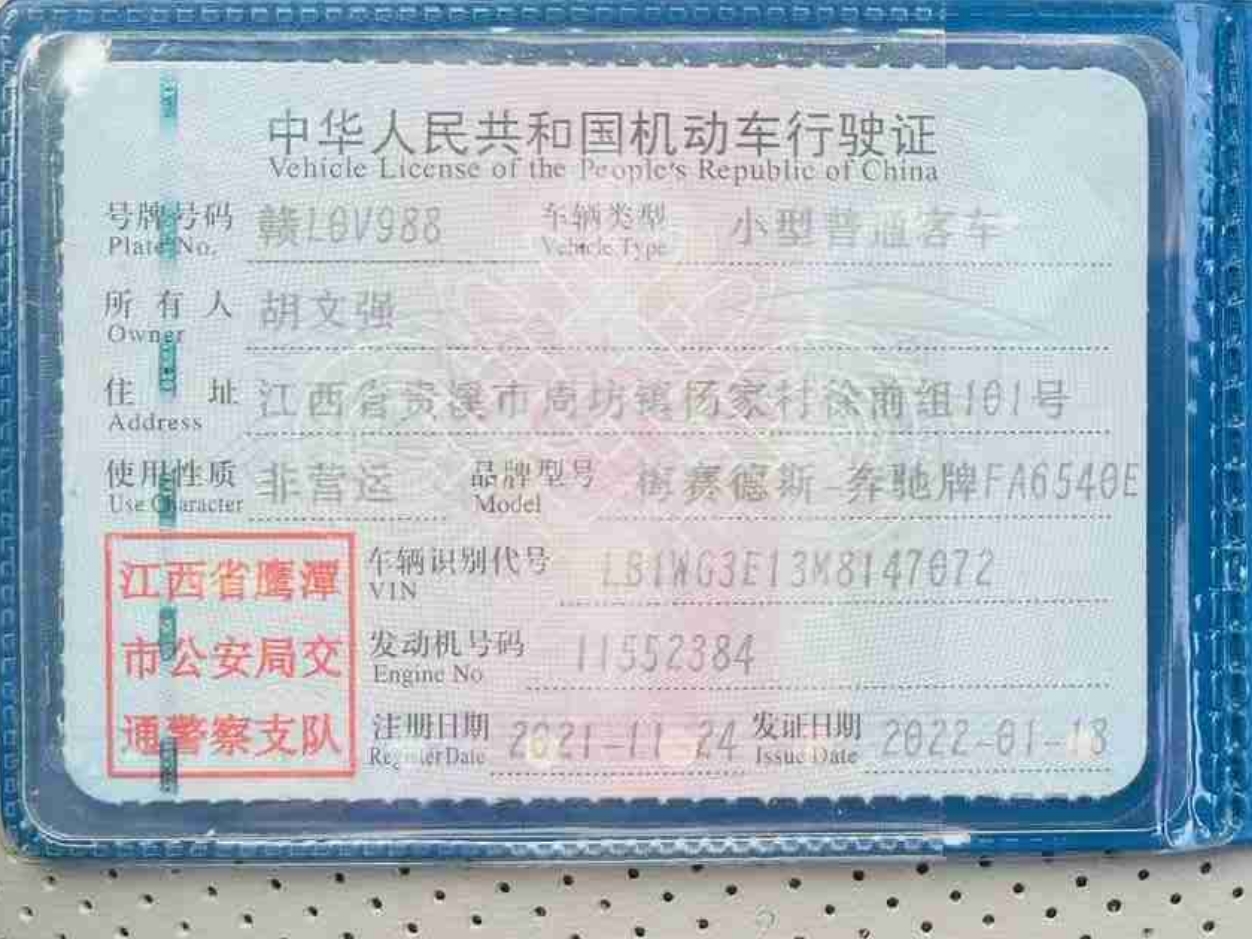 中华人民共和国机动车行驶证
Vehicle License of the People's Republic of China
号牌号码 赣L0V988 车辆类型 小型普通客车
Plate No. Vehicle Type
所有人 胡文强
Owner
住址 江西省贵溪市周坊镇杨家村徐前组101号
Address
使用性质 非营运 品牌型号 梅赛德斯-奔驰牌FA6540E
Use Character Model
江西省鹰潭
市公安局交
通警察支队
车辆识别代号 LB1WG3E13M8147072
VIN
发动机号码 11552384
Engine No
注册日期 2021-11-24 发证日期 2022-01-18
Register Date Issue Date